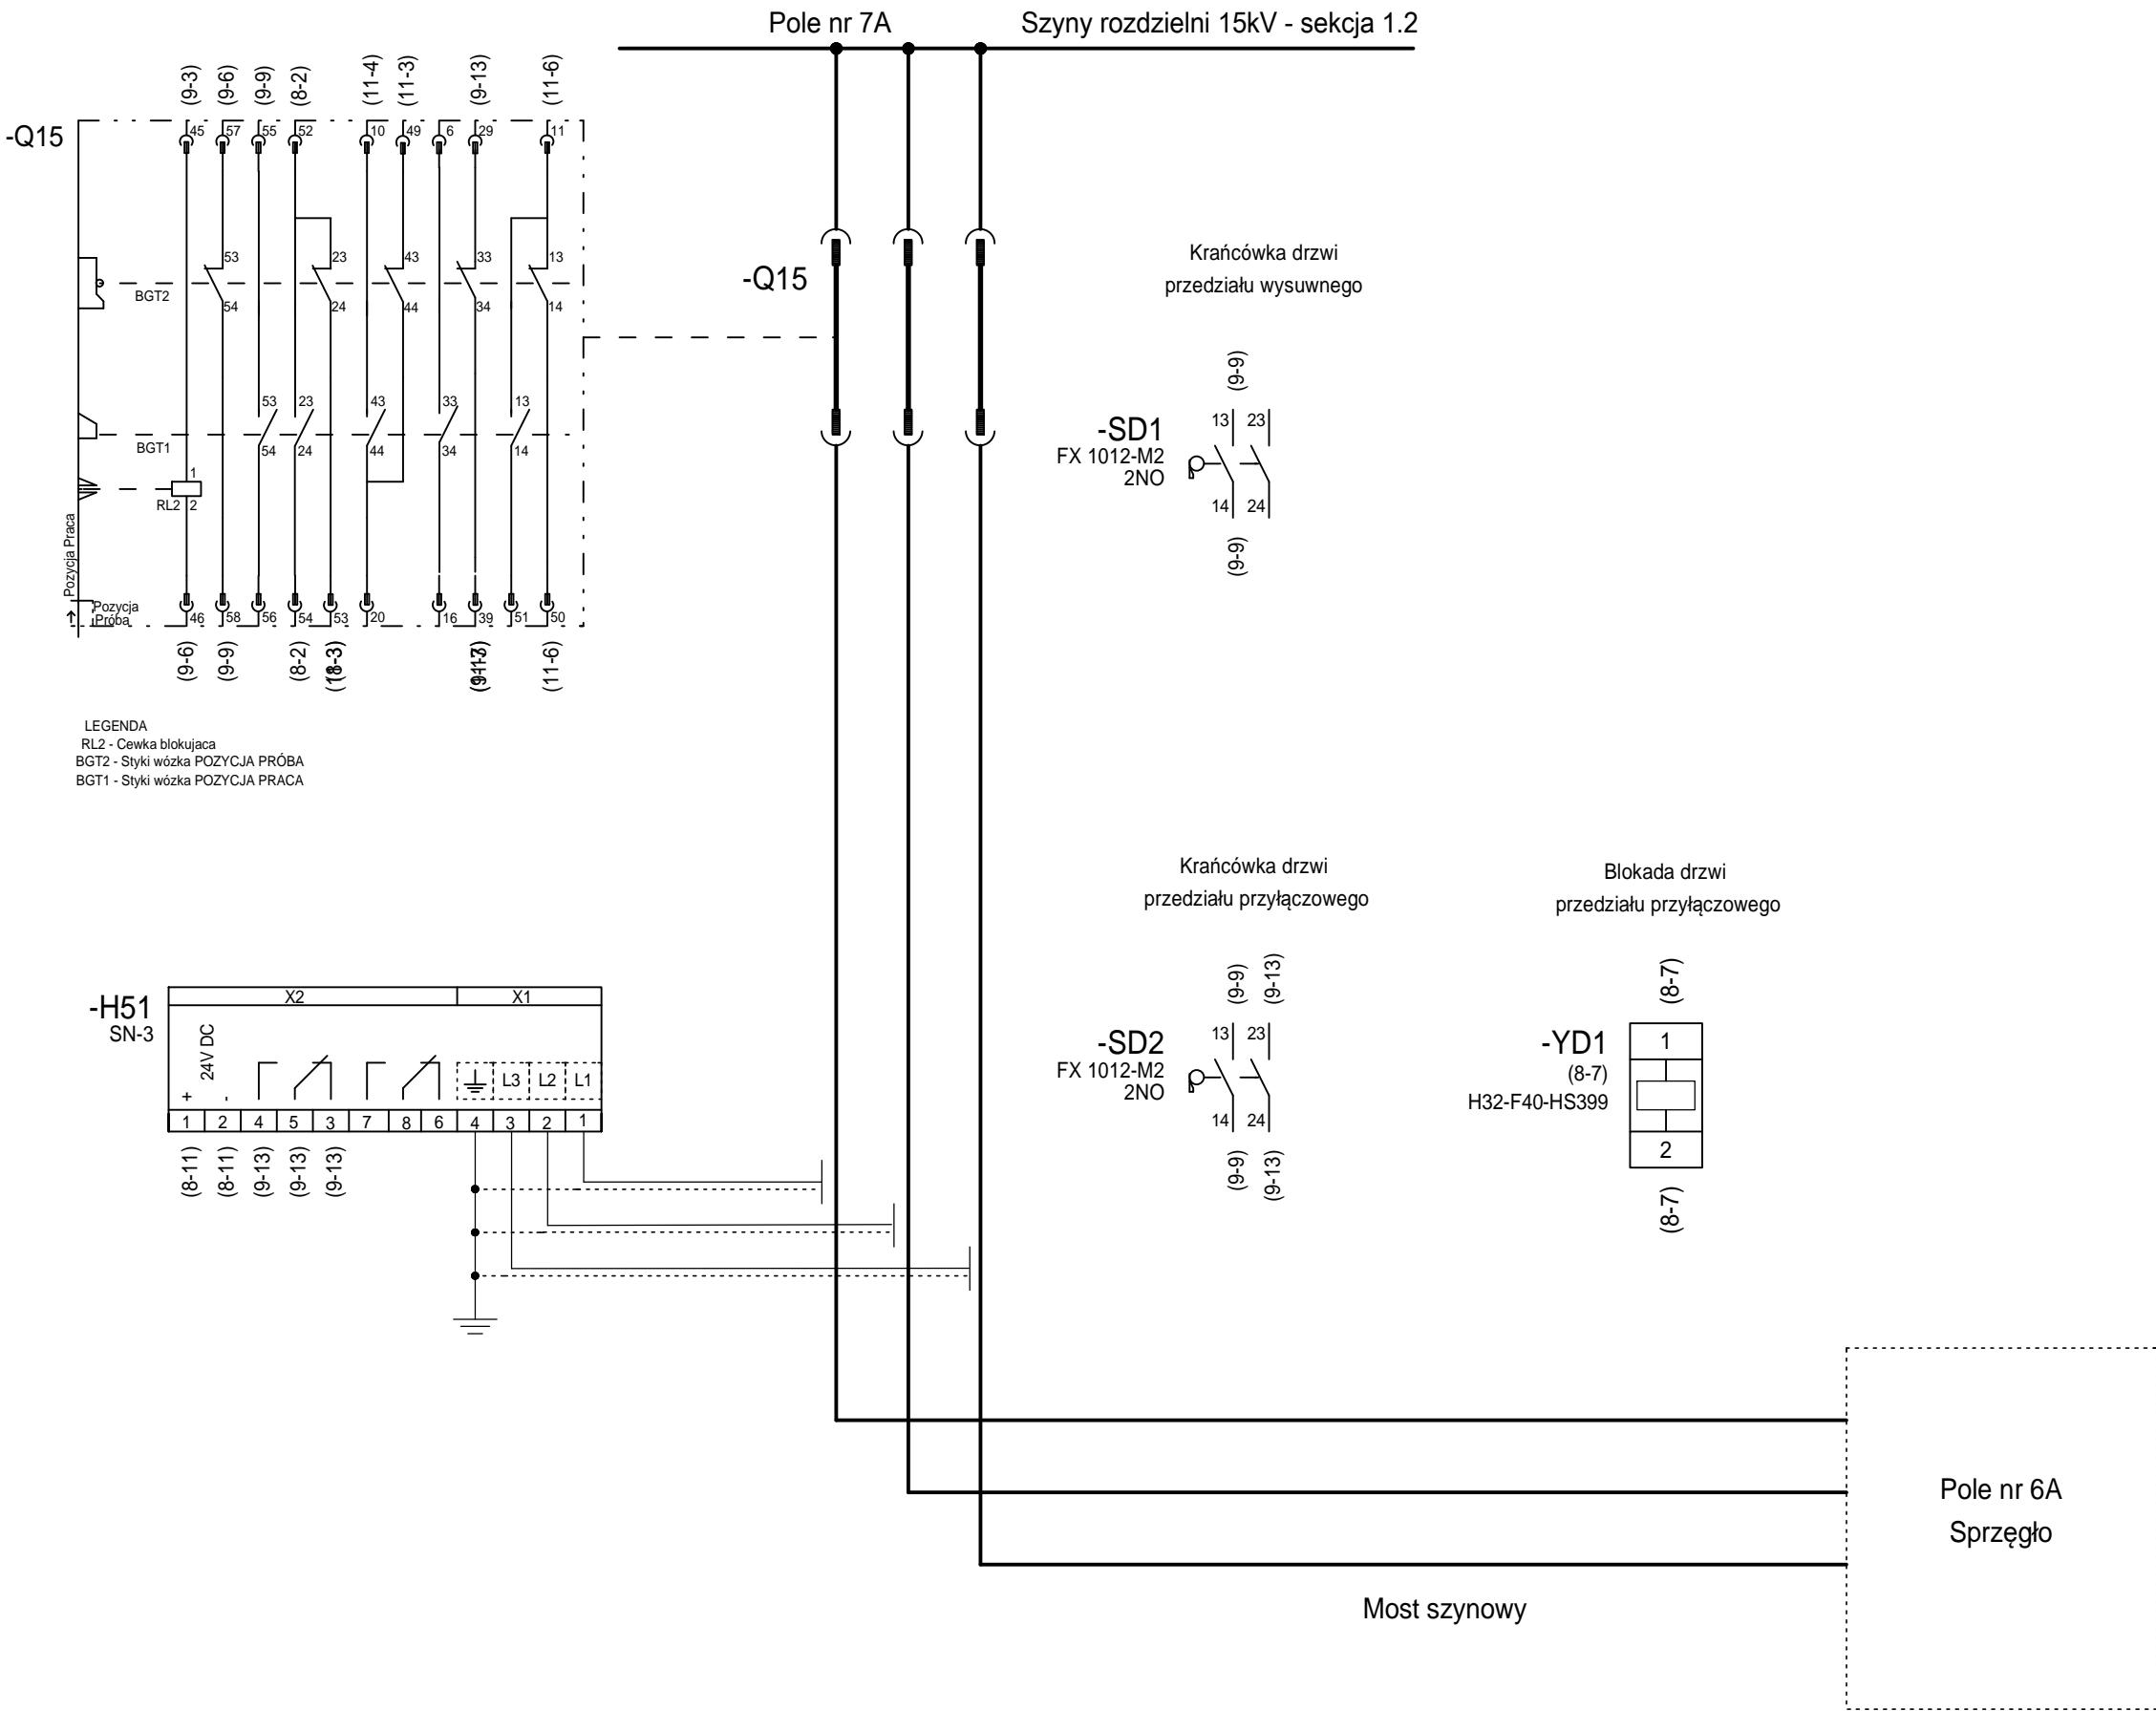 Pole nr 7A
Szyny rozdzielni 15kV - sekcja 1.2
(9-3) (9-6) (9-9) (8-2) (11-4) (11-3) (9-13) (11-6)
-Q15
45 57 55 52 10 49 6 29 11
53 23 43 33 13
BGT2
54 24 44 34 14
53 23 43 33 13
BGT1
54 24 44 34 14
1
RL2 2
Pozycja Praca
Pozycja
Próba
46 58 56 54 53 20 16 39 51 50
(9-6) (9-9) (8-2) (11-6)
LEGENDA
RL2 - Cewka blokujaca
BGT2 - Styki wózka POZYCJA PRÓBA
BGT1 - Styki wózka POZYCJA PRACA
-Q15
Krańcówka drzwi
przedziału wysuwnego
(9-9)
-SD1
FX 1012-M2
2NO
13 23
14 24
(9-9)
Krańcówka drzwi
przedziału przyłączowego
(9-9) (9-13)
-SD2
FX 1012-M2
2NO
13 23
14 24
(9-9) (9-13)
Blokada drzwi
przedziału przyłączowego
(8-7)
-YD1
(8-7)
H32-F40-HS399
1
2
(8-7)
-H51
SN-3
X2 X1
24V DC
+ -
L3 L2 L1
1 2 4 5 3 7 8 6 4 3 2 1
(8-11) (8-11) (9-13) (9-13) (9-13)
Pole nr 6A
Sprzęgło
Most szynowy